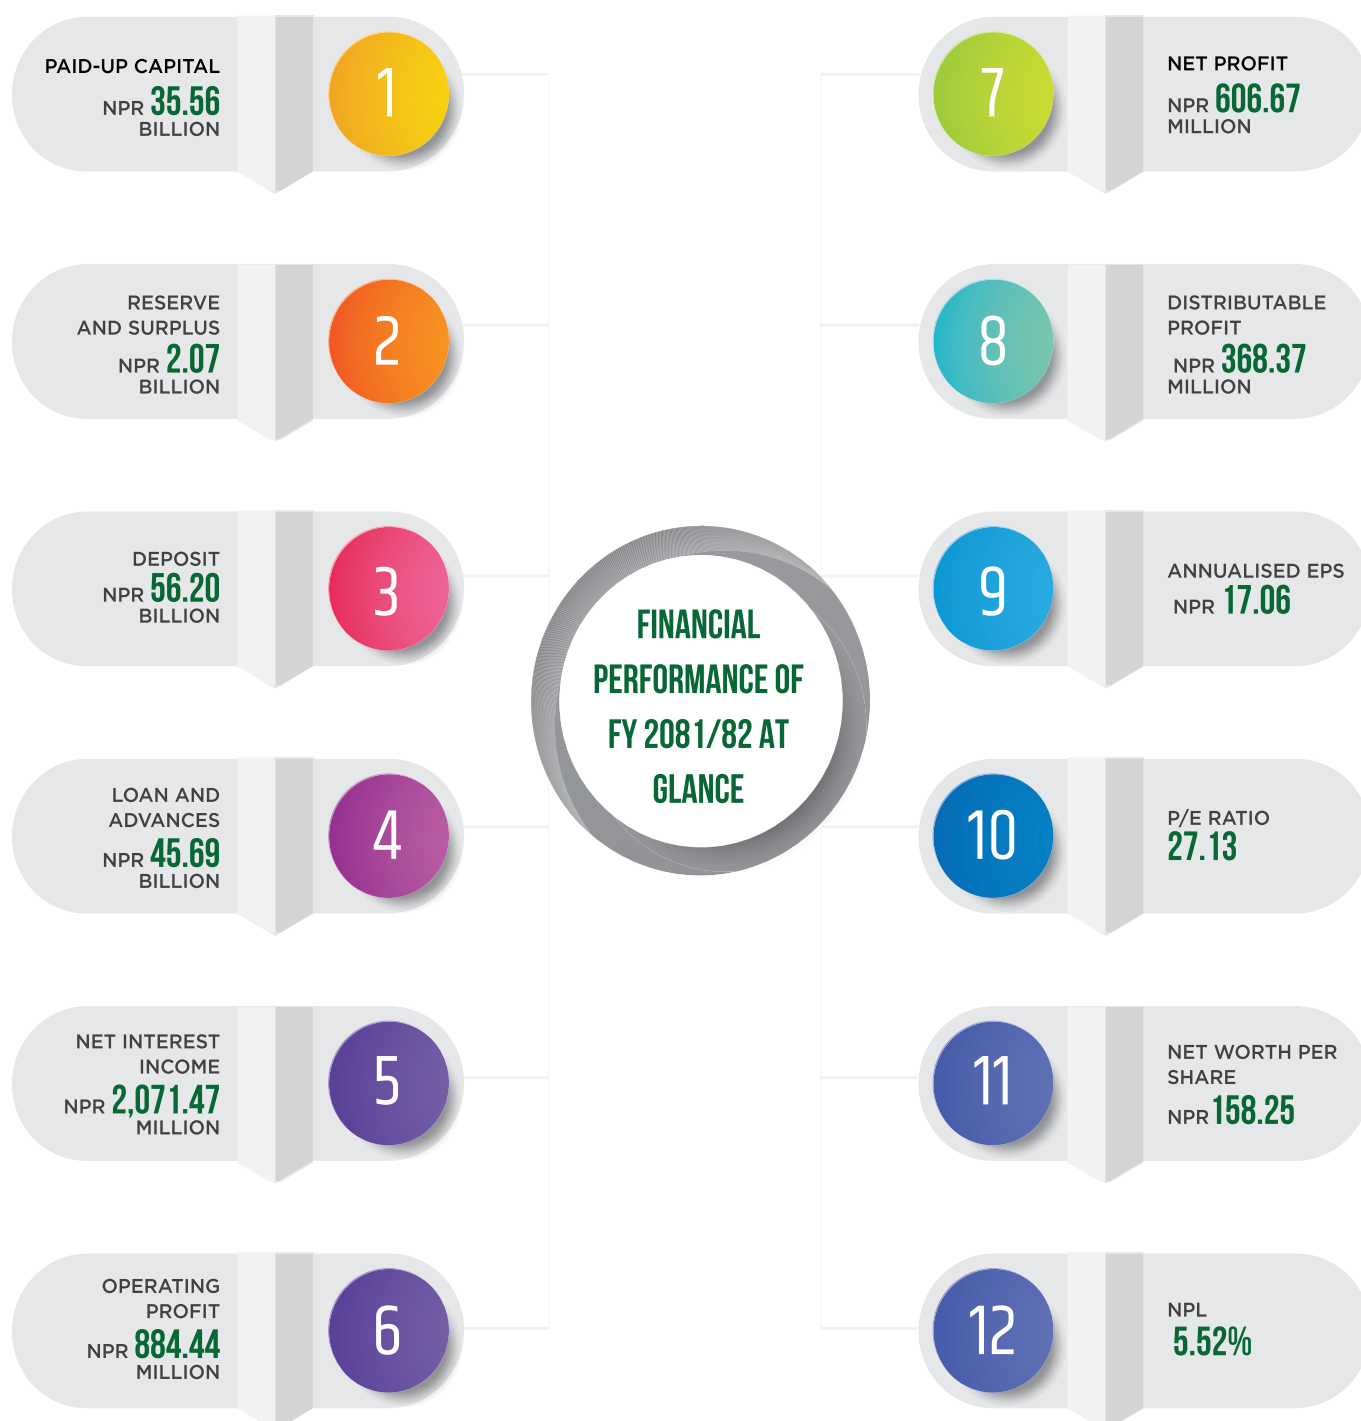 PAID-UP CAPITAL
NPR 35.56
BILLION
1
RESERVE
AND SURPLUS
NPR 2.07
BILLION
2
DEPOSIT
NPR 56.20
BILLION
3
LOAN AND
ADVANCES
NPR 45.69
BILLION
4
NET INTEREST
INCOME
NPR 2,071.47
MILLION
5
OPERATING
PROFIT
NPR 884.44
MILLION
6
FINANCIAL
PERFORMANCE OF
FY 2081/82 AT
GLANCE
7
NET PROFIT
NPR 606.67
MILLION
8
DISTRIBUTABLE
PROFIT
NPR 368.37
MILLION
9
ANNUALISED EPS
NPR 17.06
10
P/E RATIO
27.13
11
NET WORTH PER
SHARE
NPR 158.25
12
NPL
5.52%